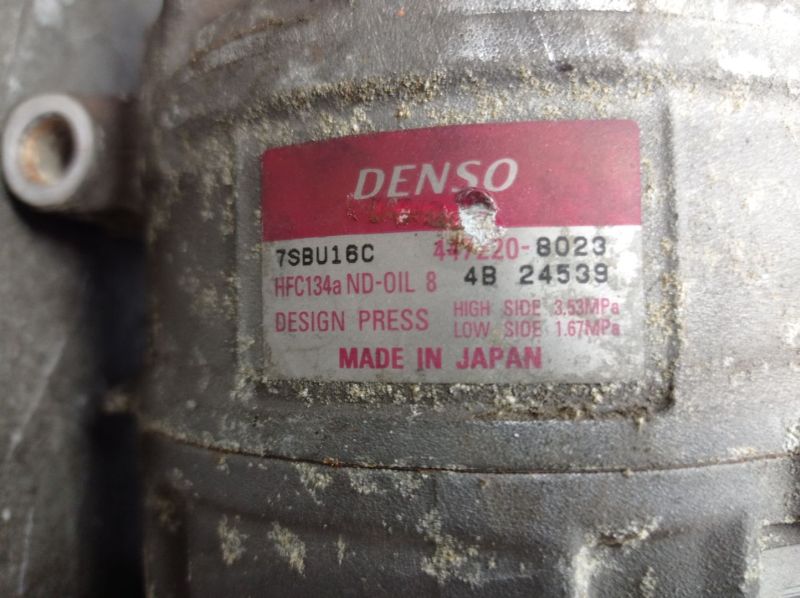 DENSO
7SBU16C 447220-8023
HFC134a ND-OIL 8 4B 24539
DESIGN PRESS HIGH SIDE 3.53MPa
LOW SIDE 1.67MPa
MADE IN JAPAN